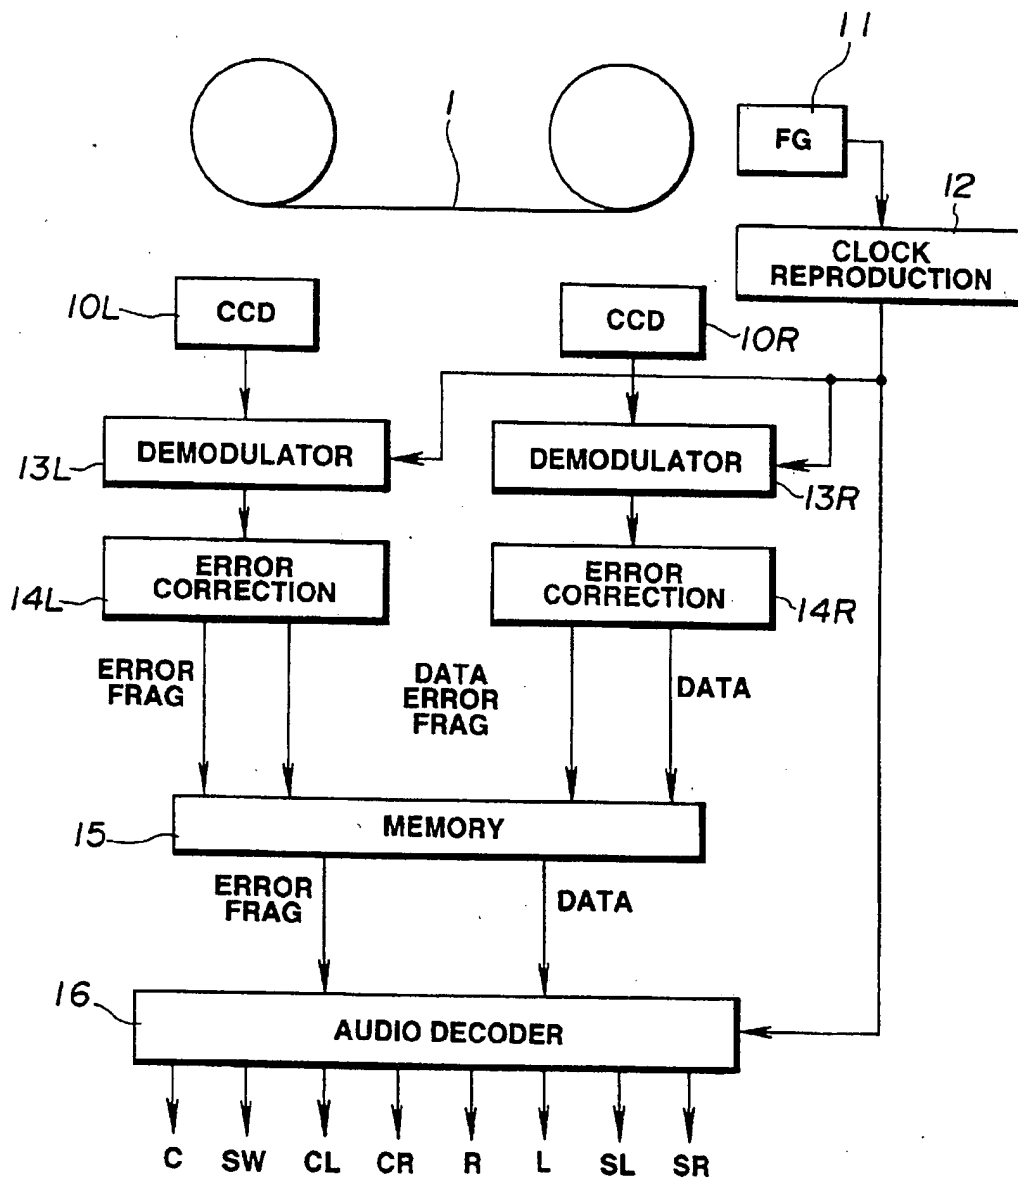 11
1
FG
12
CLOCK
REPRODUCTION
10L
CCD
CCD
10R
DEMODULATOR
13L
DEMODULATOR
13R
ERROR
CORRECTION
14L
ERROR
CORRECTION
14R
ERROR
FRAG
DATA
ERROR
FRAG
DATA
MEMORY
15
ERROR
FRAG
DATA
16
AUDIO DECODER
C SW CL CR R L SL SR